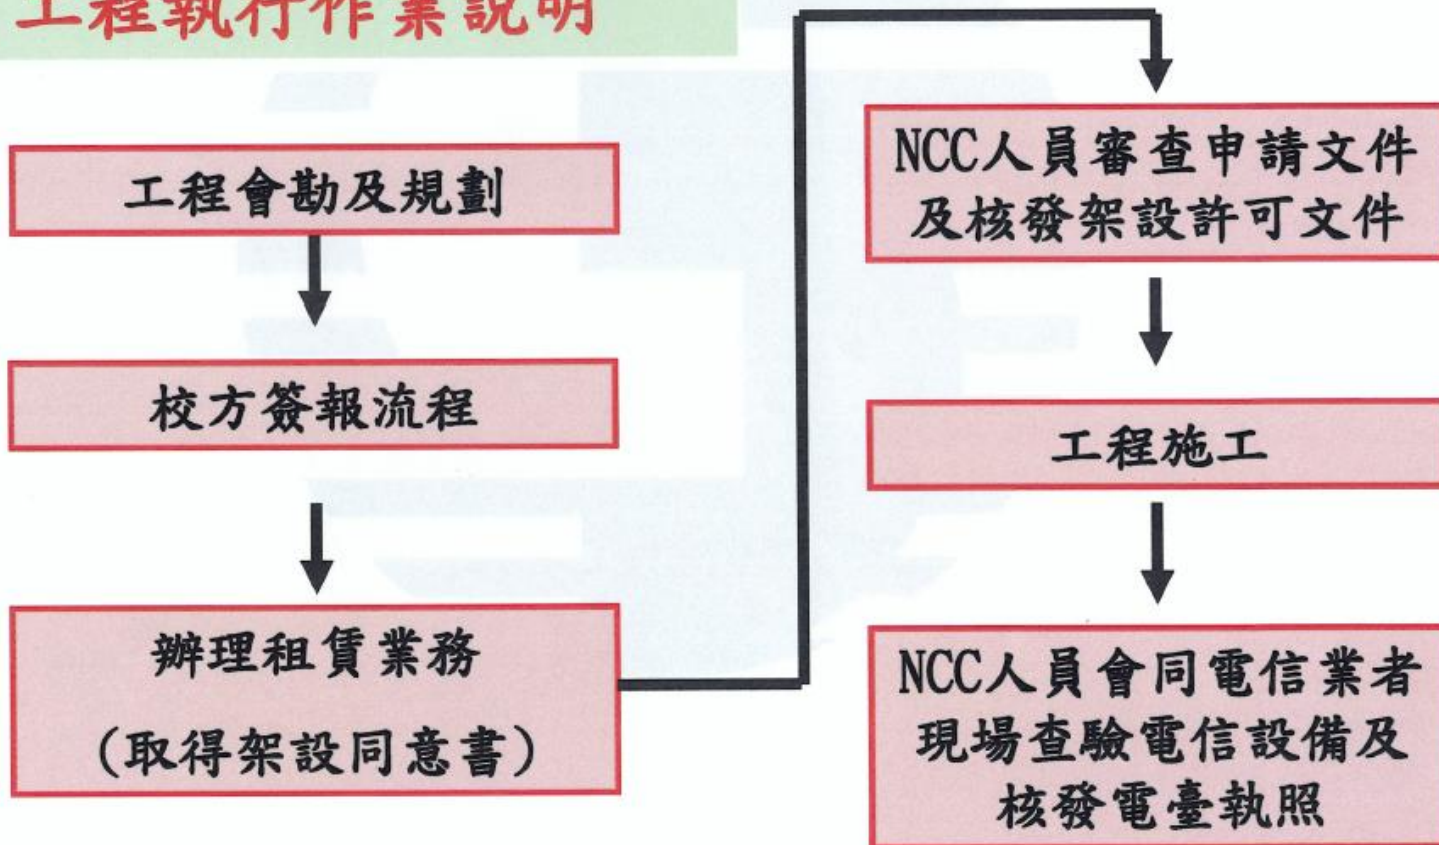 工程執行作業說明
工程會勘及規劃
校方簽報流程
辦理租賃業務
(取得架設同意書)
NCC人員審查申請文件
及核發架設許可文件
工程施工
NCC人員會同電信業者
現場查驗電信設備及
核發電臺執照